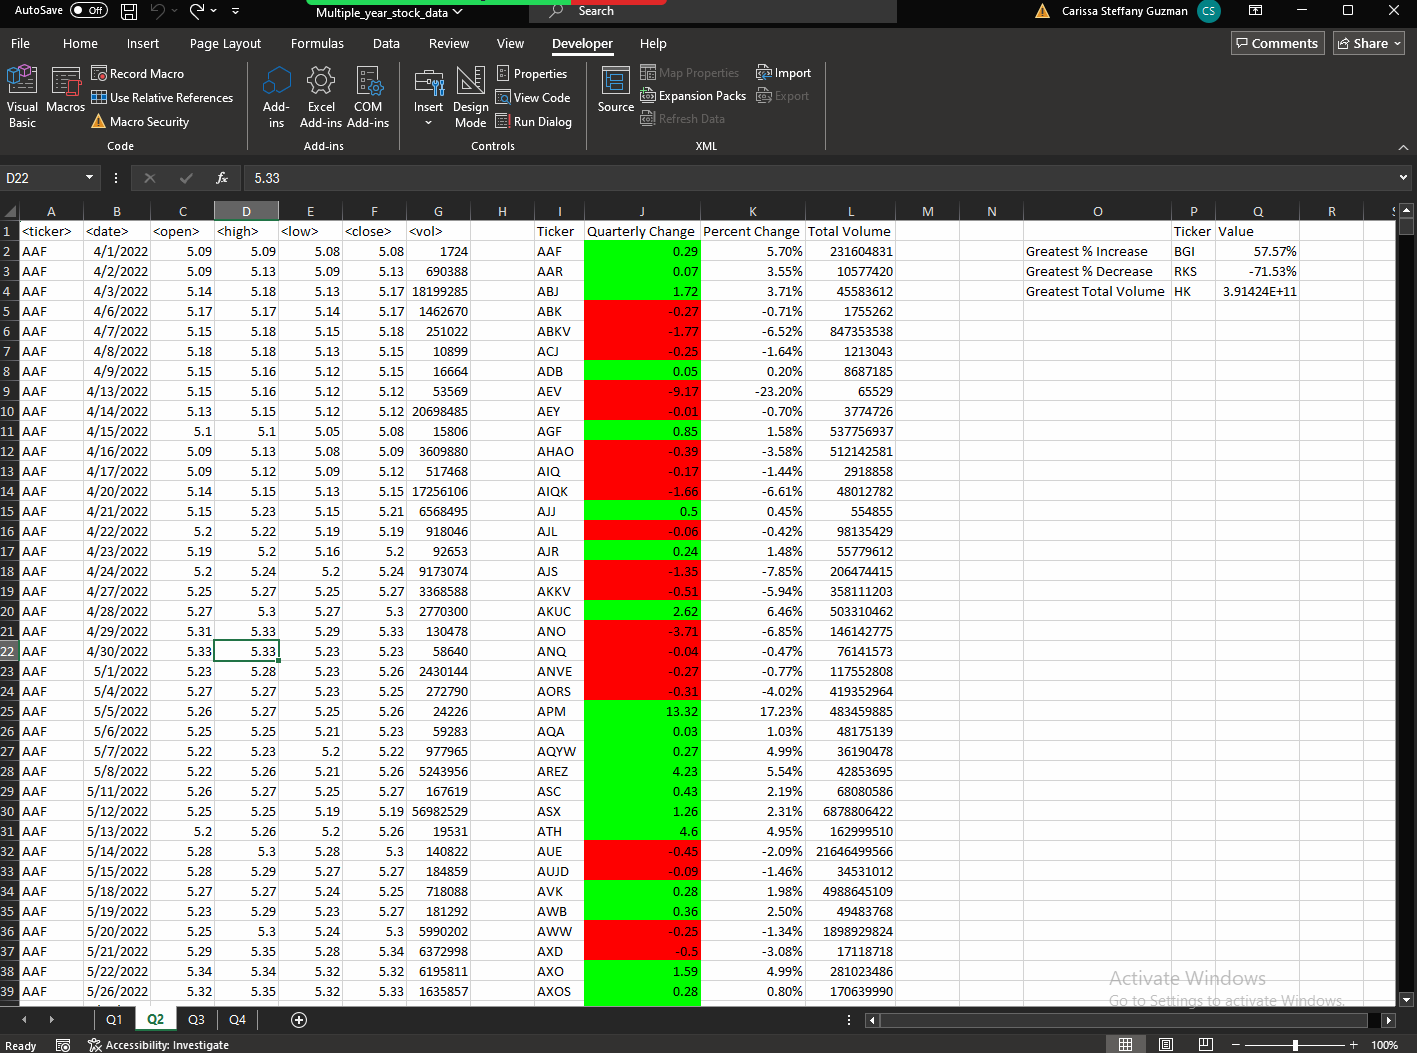 AutoSave Off Multiple_year_stock_data Search Carissa Steffany Guzman CS
File Home Insert Page Layout Formulas Data Review View Developer Help Comments Share
Visual Basic
Macros
Record Macro
Use Relative References
Macro Security
Code
Add-ins
Excel Add-ins
COM Add-ins
Add-ins
Insert
Design Mode
Properties
View Code
Run Dialog
Controls
Source
Map Properties
Expansion Packs
Refresh Data
Import
Export
XML
D22 fx 5.33
A B C D E F G H I J K L M N O P Q R S
1 <ticker> <date> <open> <high> <low> <close> <vol> Ticker Quarterly Change Percent Change Total Volume Ticker Value
2 AAF 4/1/2022 5.09 5.09 5.08 5.08 1724 AAF 0.29 5.70% 231604831 Greatest % Increase BGI 57.57%
3 AAF 4/2/2022 5.09 5.13 5.09 5.13 690388 AAR 0.07 3.55% 10577420 Greatest % Decrease RKS -71.53%
4 AAF 4/3/2022 5.14 5.18 5.13 5.17 18199285 ABJ 1.72 3.71% 45583612 Greatest Total Volume HK 3.91424E+11
5 AAF 4/6/2022 5.17 5.17 5.14 5.17 1462670 ABK -0.27 -0.71% 1755262
6 AAF 4/7/2022 5.15 5.18 5.15 5.18 251022 ABKV -1.77 -6.52% 847353538
7 AAF 4/8/2022 5.18 5.18 5.13 5.15 10899 ACJ -0.25 -1.64% 1213043
8 AAF 4/9/2022 5.15 5.16 5.12 5.15 16664 ADB 0.05 0.20% 8687185
9 AAF 4/13/2022 5.15 5.16 5.12 5.12 53569 AEV -9.17 -23.20% 65529
10 AAF 4/14/2022 5.13 5.15 5.12 5.12 20698485 AEY -0.01 -0.70% 3774726
11 AAF 4/15/2022 5.1 5.1 5.05 5.08 15806 AGF 0.85 1.58% 537756937
12 AAF 4/16/2022 5.09 5.13 5.08 5.09 3609880 AHAO -0.39 -3.58% 512142581
13 AAF 4/17/2022 5.09 5.12 5.09 5.12 517468 AIQ -0.17 -1.44% 2918858
14 AAF 4/20/2022 5.14 5.15 5.13 5.15 17256106 AIQK -1.66 -6.61% 48012782
15 AAF 4/21/2022 5.15 5.23 5.15 5.21 6568495 AJJ 0.5 0.45% 554855
16 AAF 4/22/2022 5.2 5.22 5.19 5.19 918046 AJL -0.06 -0.42% 98135429
17 AAF 4/23/2022 5.19 5.2 5.16 5.2 92653 AJR 0.24 1.48% 55779612
18 AAF 4/24/2022 5.2 5.24 5.2 5.24 9173074 AJS -1.35 -7.85% 206474415
19 AAF 4/27/2022 5.25 5.27 5.25 5.27 3368588 AKKV -0.51 -5.94% 358111203
20 AAF 4/28/2022 5.27 5.3 5.27 5.3 2770300 AKUC 2.62 6.46% 503310462
21 AAF 4/29/2022 5.31 5.33 5.29 5.33 130478 ANO -3.71 -6.85% 146142775
22 AAF 4/30/2022 5.33 5.33 5.23 5.23 58640 ANQ -0.04 -0.47% 76141573
23 AAF 5/1/2022 5.23 5.28 5.23 5.26 2430144 ANVE -0.27 -0.77% 117552808
24 AAF 5/4/2022 5.27 5.27 5.23 5.25 272790 AORS -0.31 -4.02% 419352964
25 AAF 5/5/2022 5.26 5.27 5.25 5.26 24226 APM 13.32 17.23% 483459885
26 AAF 5/6/2022 5.25 5.25 5.21 5.23 59283 AQA 0.03 1.03% 48175139
27 AAF 5/7/2022 5.22 5.23 5.2 5.22 977965 AQYW 0.27 4.99% 36190478
28 AAF 5/8/2022 5.22 5.26 5.21 5.26 5243956 AREZ 4.23 5.54% 42853695
29 AAF 5/11/2022 5.26 5.27 5.25 5.27 167619 ASC 0.43 2.19% 68080586
30 AAF 5/12/2022 5.25 5.25 5.19 5.19 56982529 ASX 1.26 2.31% 6878806422
31 AAF 5/13/2022 5.2 5.26 5.2 5.26 19531 ATH 4.6 4.95% 162999510
32 AAF 5/14/2022 5.28 5.3 5.28 5.3 140822 AUE -0.45 -2.09% 21646499566
33 AAF 5/15/2022 5.28 5.29 5.27 5.27 184859 AUJD -0.09 -1.46% 34531012
34 AAF 5/18/2022 5.27 5.27 5.24 5.25 718088 AVK 0.28 1.98% 4988645109
35 AAF 5/19/2022 5.23 5.29 5.23 5.27 181292 AWB 0.36 2.50% 49483768
36 AAF 5/20/2022 5.25 5.3 5.24 5.3 5990202 AWW -0.25 -1.34% 1898929824
37 AAF 5/21/2022 5.29 5.35 5.28 5.34 6372998 AXD -0.5 -3.08% 17118718
38 AAF 5/22/2022 5.34 5.34 5.32 5.32 6195811 AXO 1.59 4.99% 281023486
39 AAF 5/26/2022 5.32 5.35 5.32 5.33 1635857 AXOS 0.28 0.80% 170639990
Activate Windows
Go to Settings to activate Windows.
Q1 Q2 Q3 Q4
Ready Accessibility: Investigate 100%